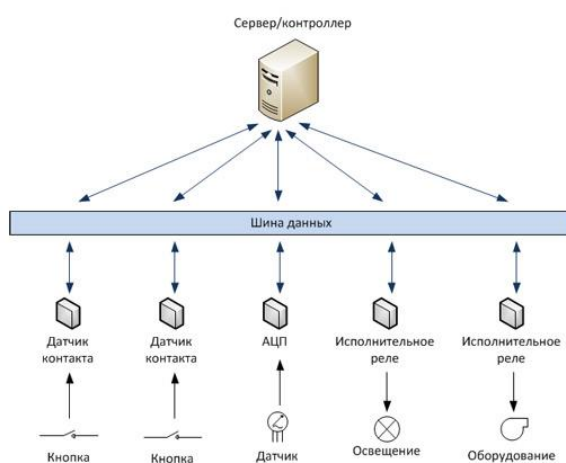 Сервер/контроллер
Шина данных
Датчик
контакта
Датчик
контакта
АЦП
Исполнительное
реле
Исполнительное
реле
Кнопка
Кнопка
Датчик
Освещение
Оборудование